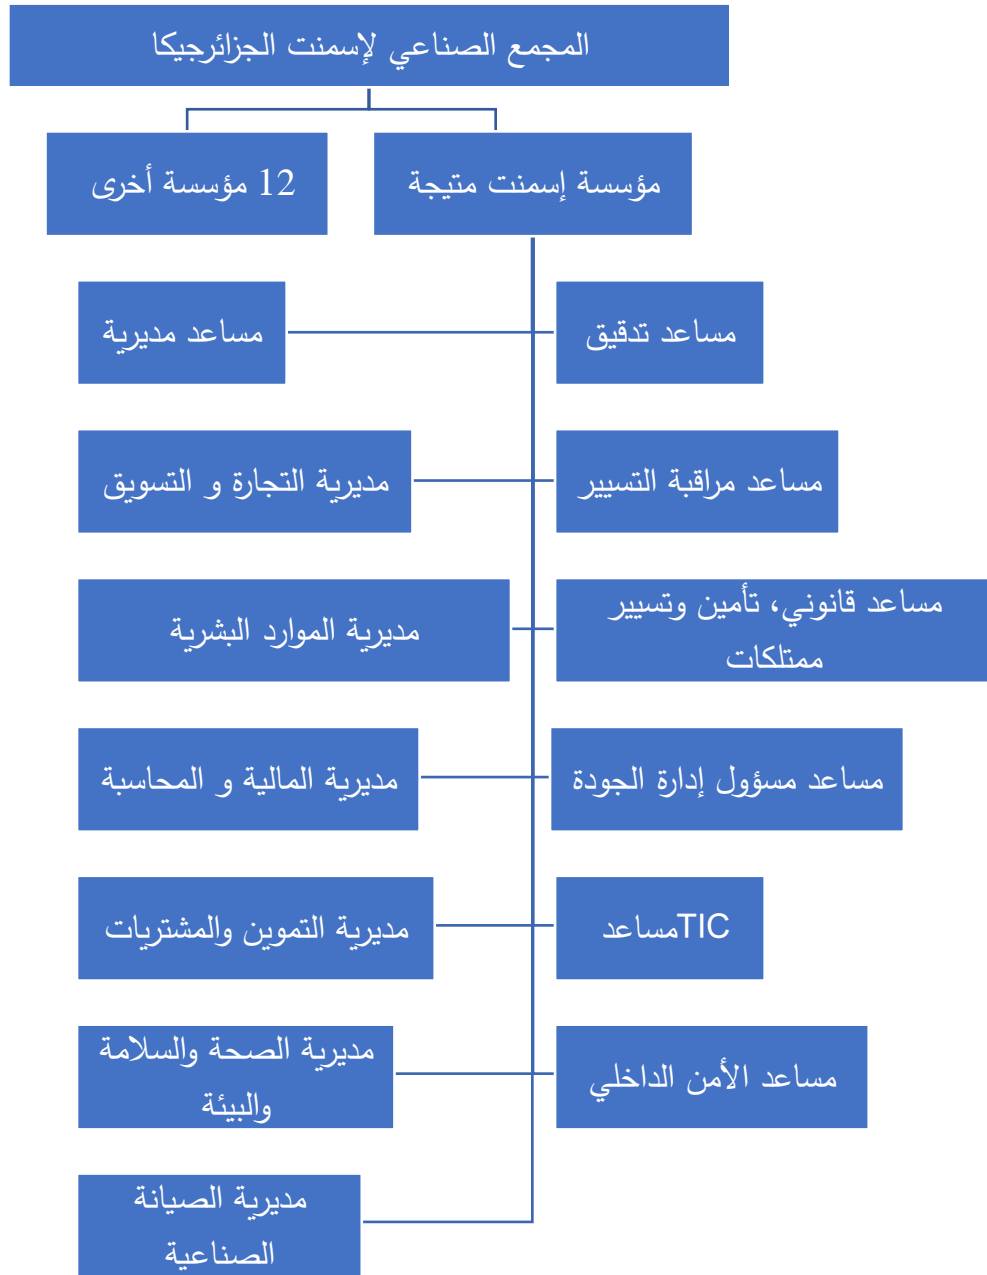 المجمع الصناعي لإسمنت الجزائرجيكا
مؤسسة إسمنت متيجة
12 مؤسسة أخرى
مساعد تدقيق
مساعد مديرية
مساعد مراقبة التسيير
مديرية التجارة و التسويق
مساعد قانوني، تأمين وتسيير
ممتلكات
مديرية الموارد البشرية
مساعد مسؤول إدارة الجودة
مديرية المالية و المحاسبة
مساعدTIC
مديرية التموين والمشتريات
مساعد الأمن الداخلي
مديرية الصحة والسلامة
والبيئة
مديرية الصيانة
الصناعية